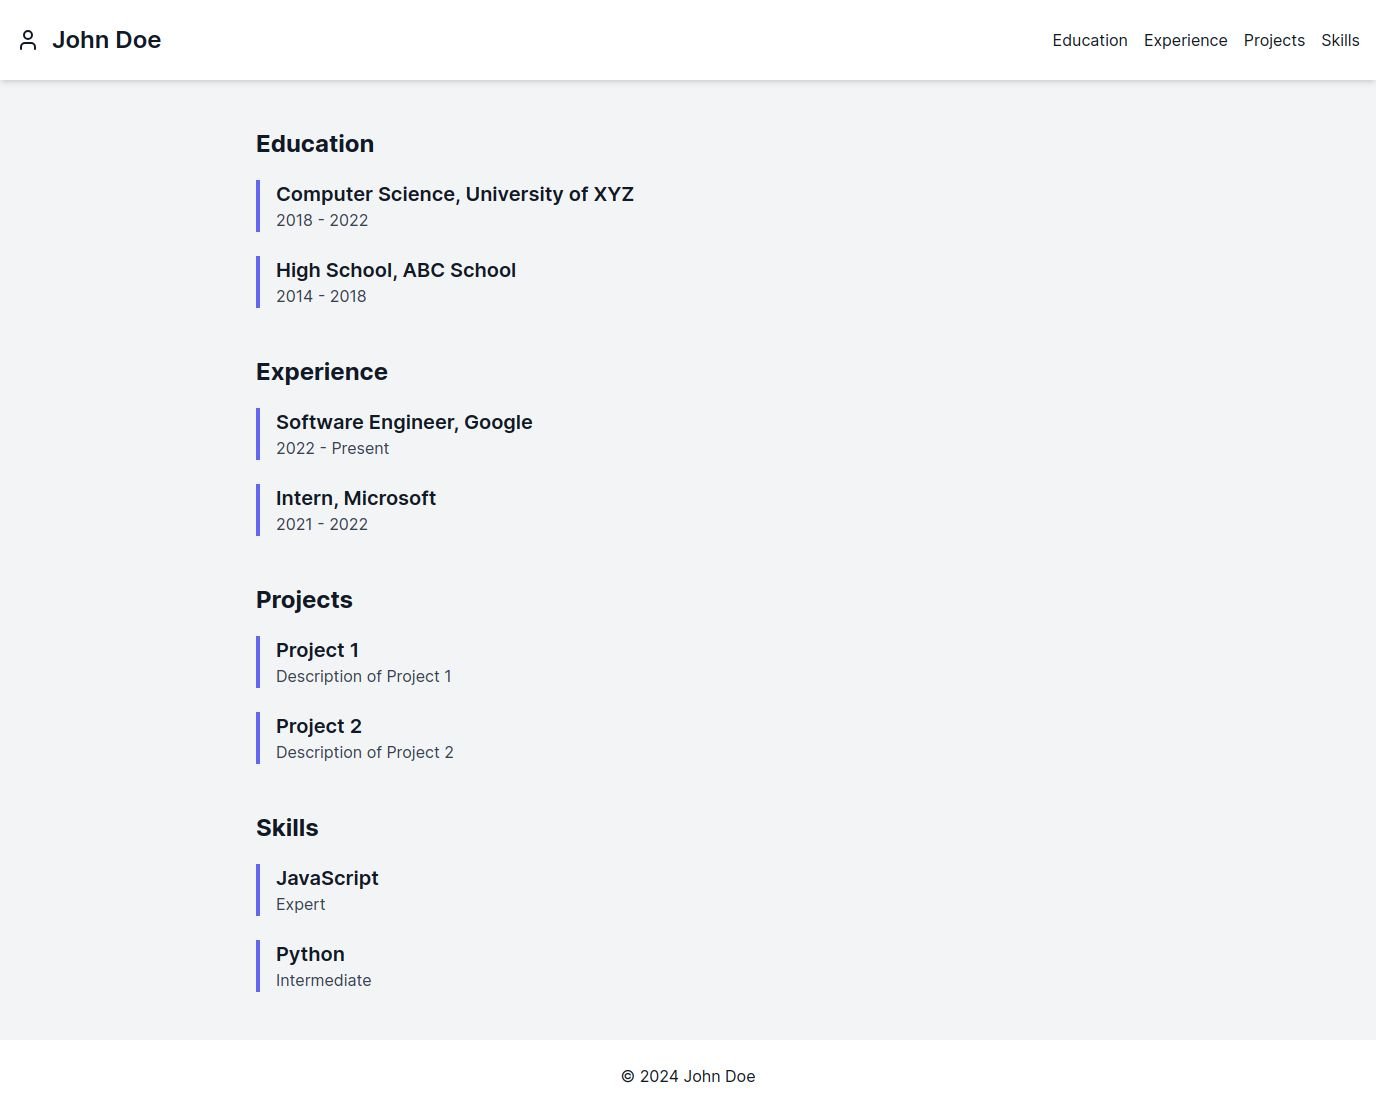 John Doe
Education Experience Projects Skills
Education
Computer Science, University of XYZ
2018 - 2022
High School, ABC School
2014 - 2018
Experience
Software Engineer, Google
2022 - Present
Intern, Microsoft
2021 - 2022
Projects
Project 1
Description of Project 1
Project 2
Description of Project 2
Skills
JavaScript
Expert
Python
Intermediate
© 2024 John Doe